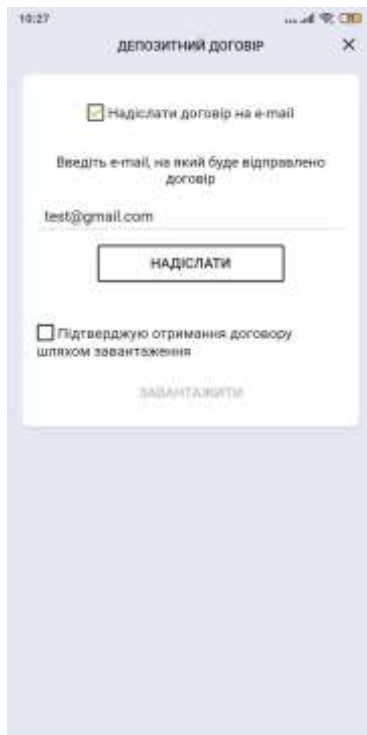 10:27
ДЕПОЗИТНИЙ ДОГОВІР
Надіслати договір на e-mail
Введіть e-mail, на який буде відправлено
договір
test@gmail.com
НАДІСЛАТИ
Підтверджую отримання договору
шляхом завантаження
ЗАВАНТАЖИТИ